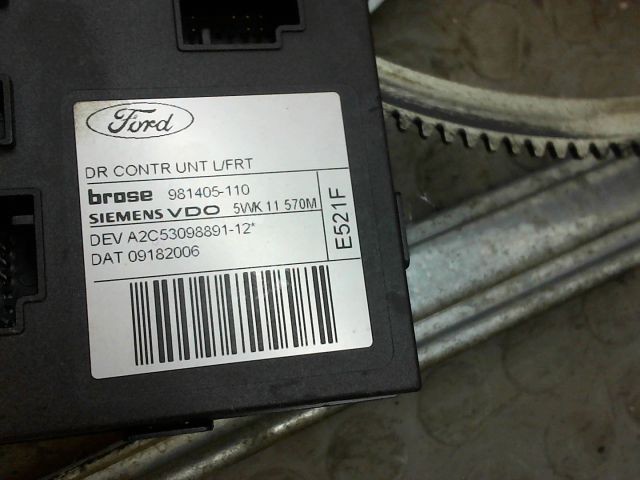 Ford
DR CONTR UNT L/FRT
brose 981405-110
SIEMENS VDO 5WK 11 570M
DEV A2C53098891-12*
DAT 09182006
E521F